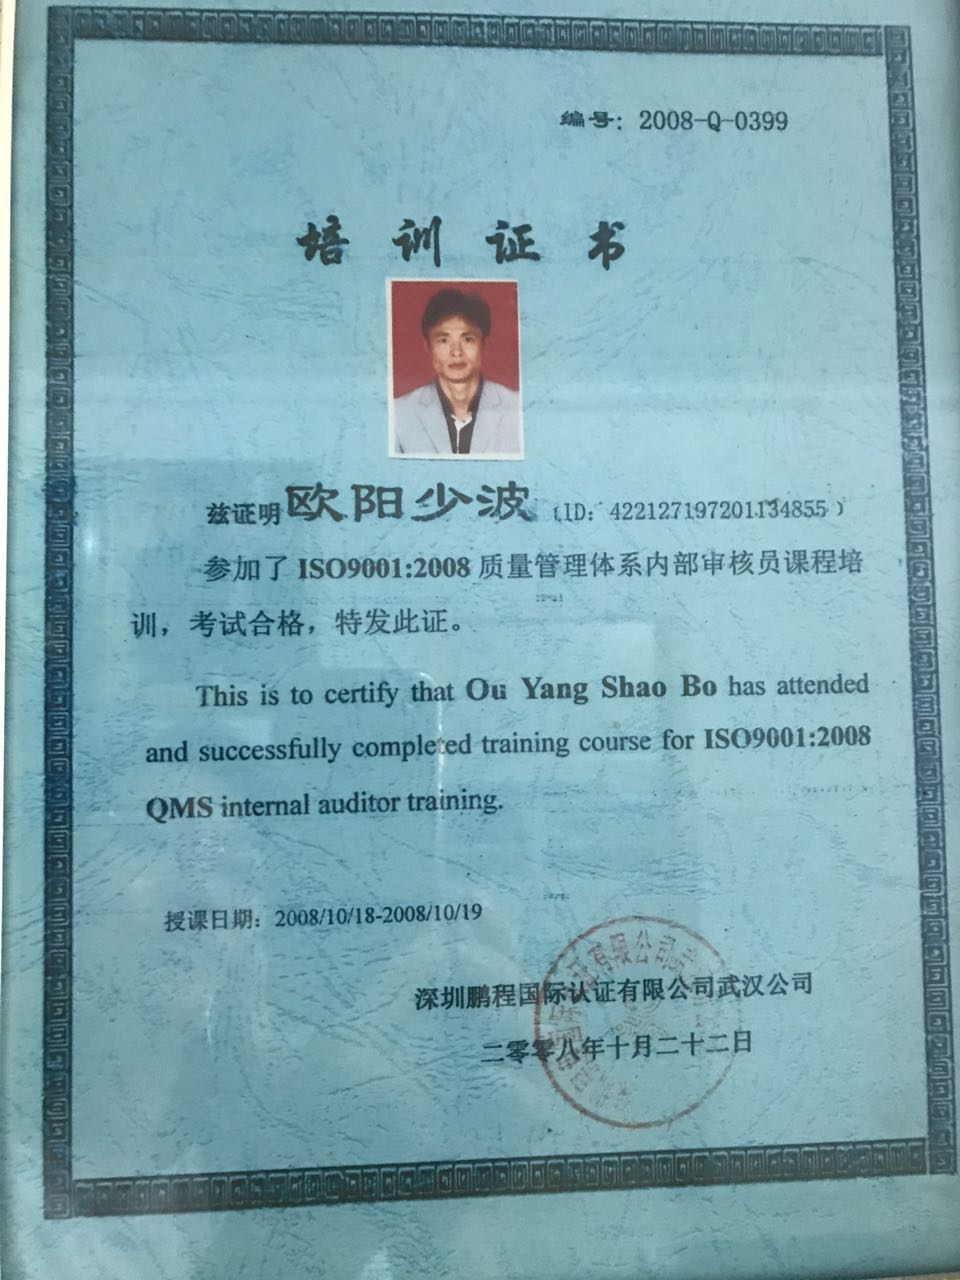 编号：2008-Q-0399
培训证书
兹证明欧阳少波（ID：422127197201134855）
参加了ISO9001:2008质量管理体系内部审核员课程培
训，考试合格，特发此证。
This is to certify that Ou Yang Shao Bo has attended
and successfully completed training course for ISO9001:2008
QMS internal auditor training.
授课日期：2008/10/18-2008/10/19
深圳鹏程国际认证有限公司武汉公司
二零零八年十月二十二日